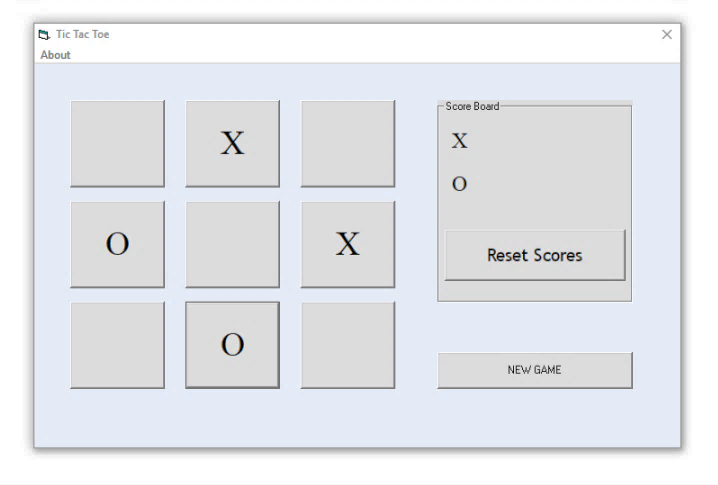 Tic Tac Toe
About
X
O X
O
Score Board
X
O
Reset Scores
NEW GAME